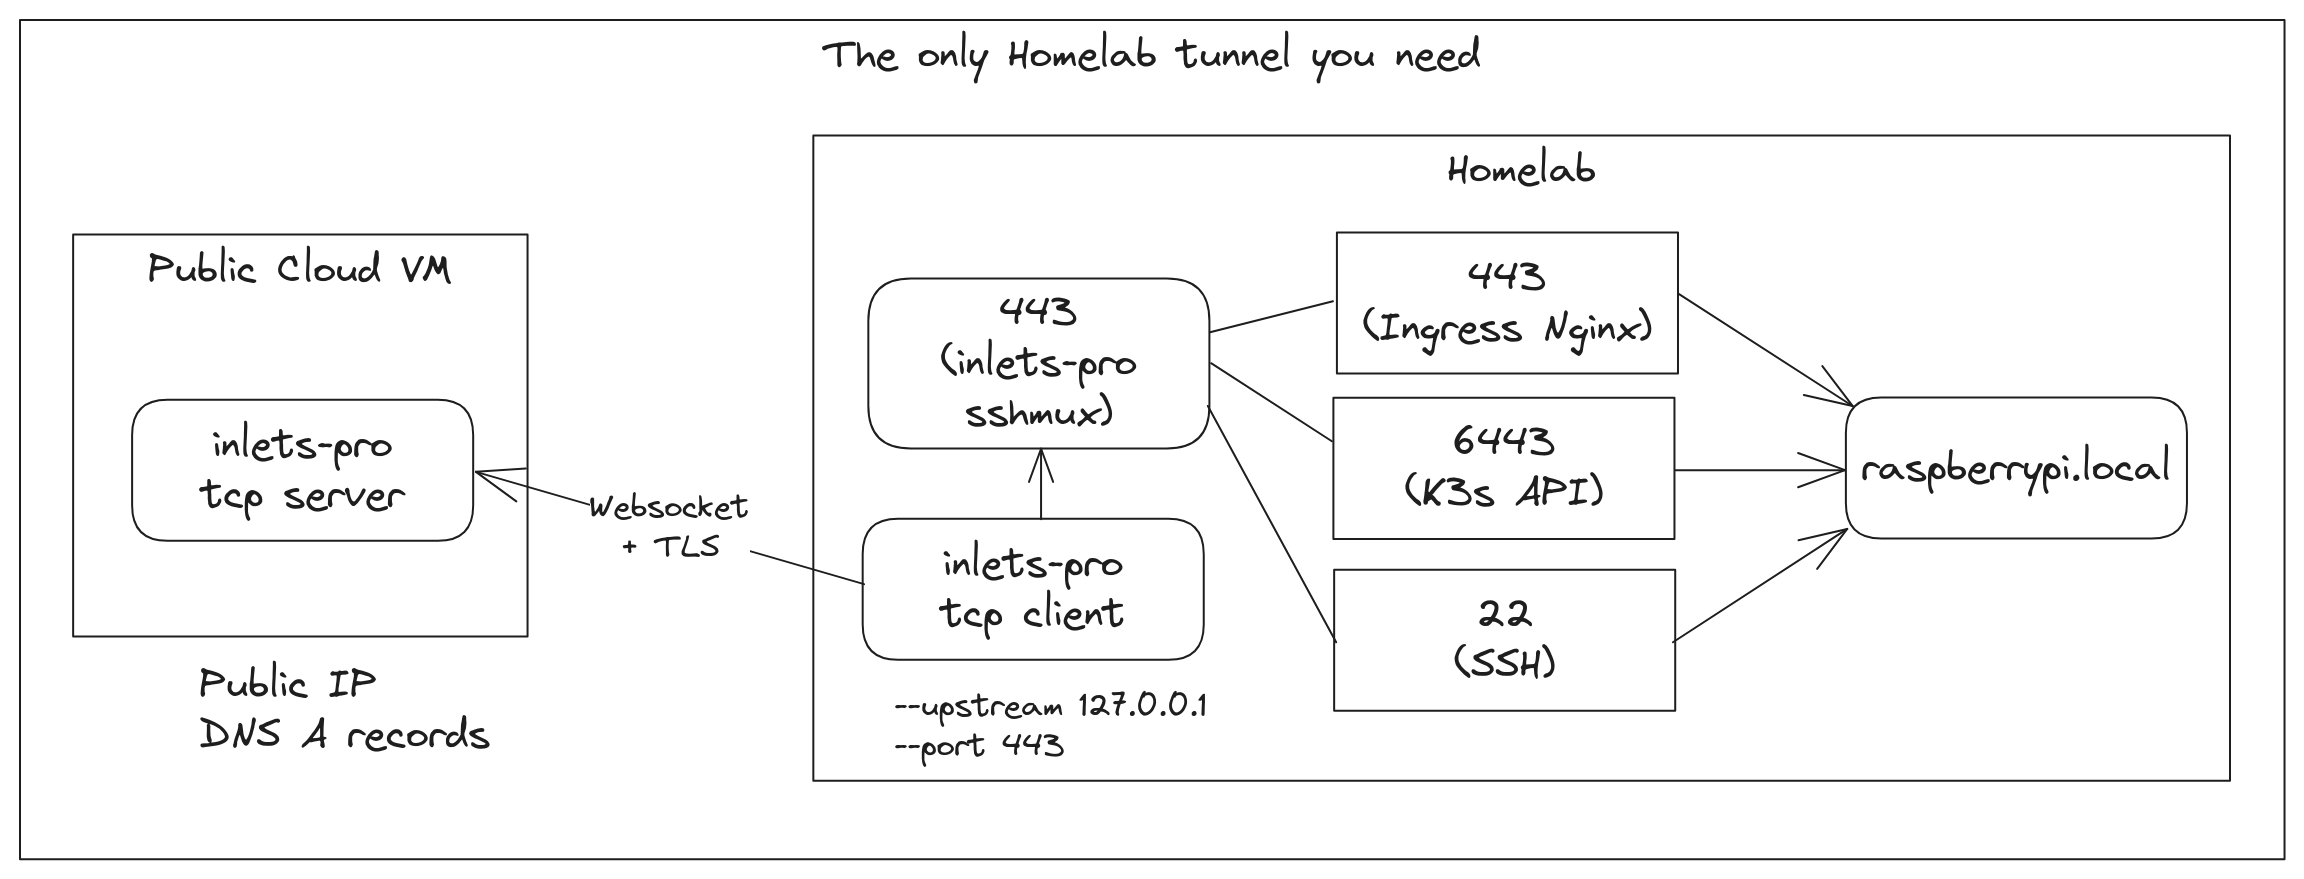 The only Homelab tunnel you need
Public Cloud VM
inlets-pro
tcp server
Public IP
DNS A records
Websocket
+ TLS
Homelab
443
(inlets-pro
sshmux)
inlets-pro
tcp client
--upstream 127.0.0.1
--port 443
443
(Ingress Nginx)
6443
(K3s API)
22
(SSH)
raspberrypi.local